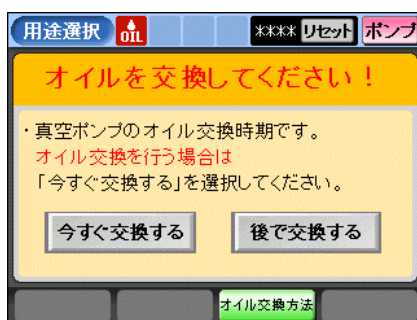 用途選択 OIL ＊＊＊＊ リセット ポンプ
オイルを交換してください！
・真空ポンプのオイル交換時期です。
オイル交換を行う場合は
「今すぐ交換する」を選択してください。
今すぐ交換する 後で交換する
オイル交換方法